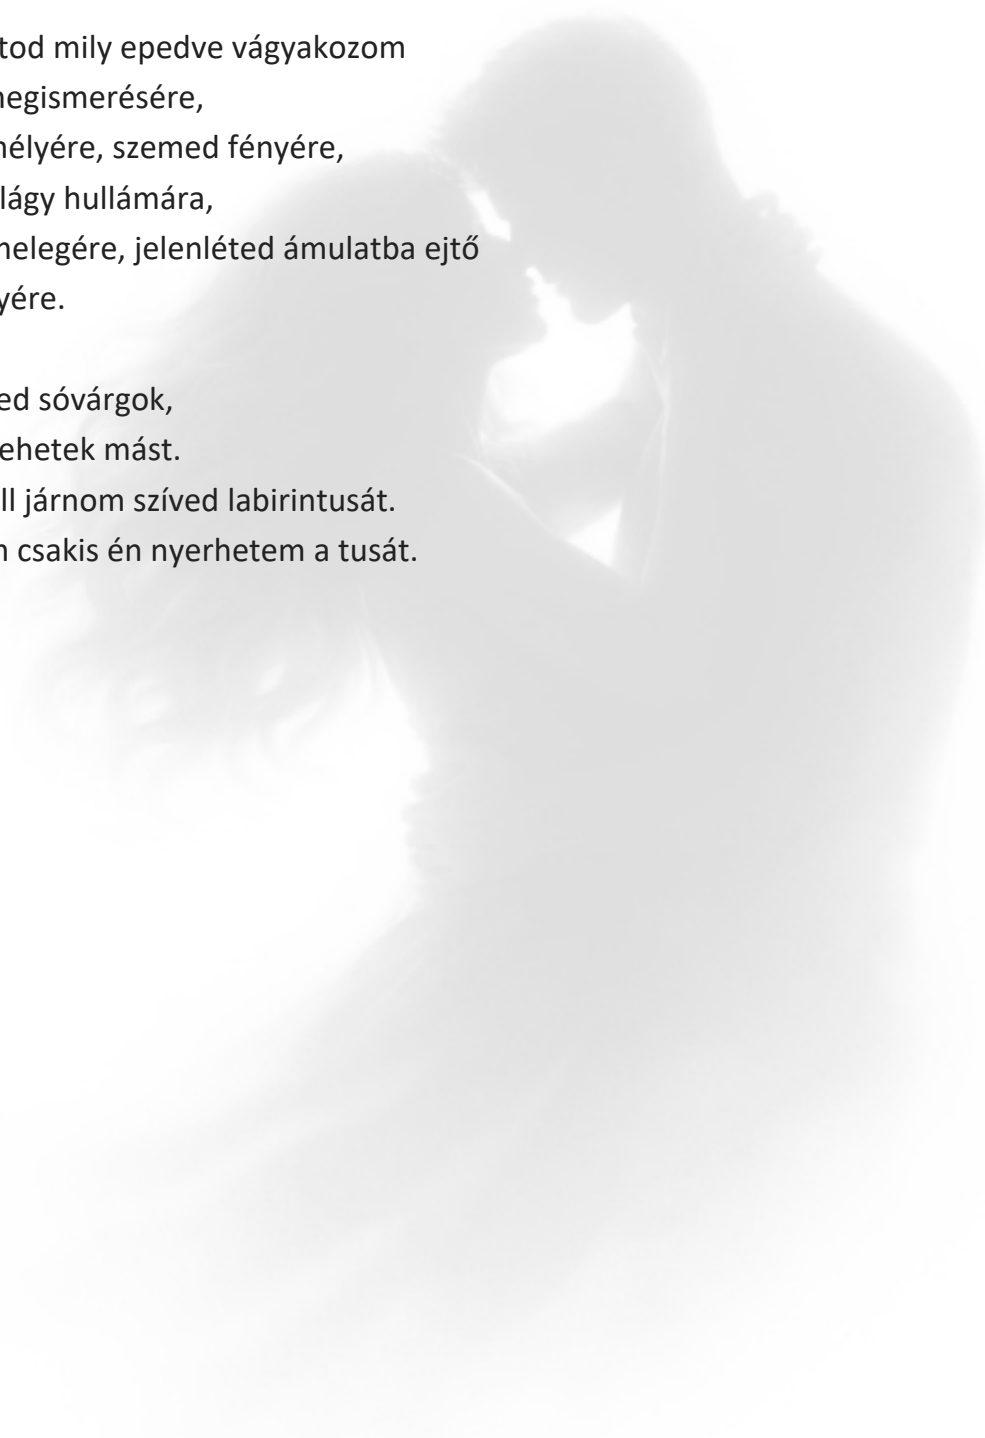 tod mily epedve vágyakozom
megismerésére,
mélyére, szemed fényére,
lágy hullámára,
melegére, jelenléted ámulatba ejtő
yére.
ed sóvárgok,
ehetek mást.
ll járnom szíved labirintusát.
csakis én nyerhetem a tusát.